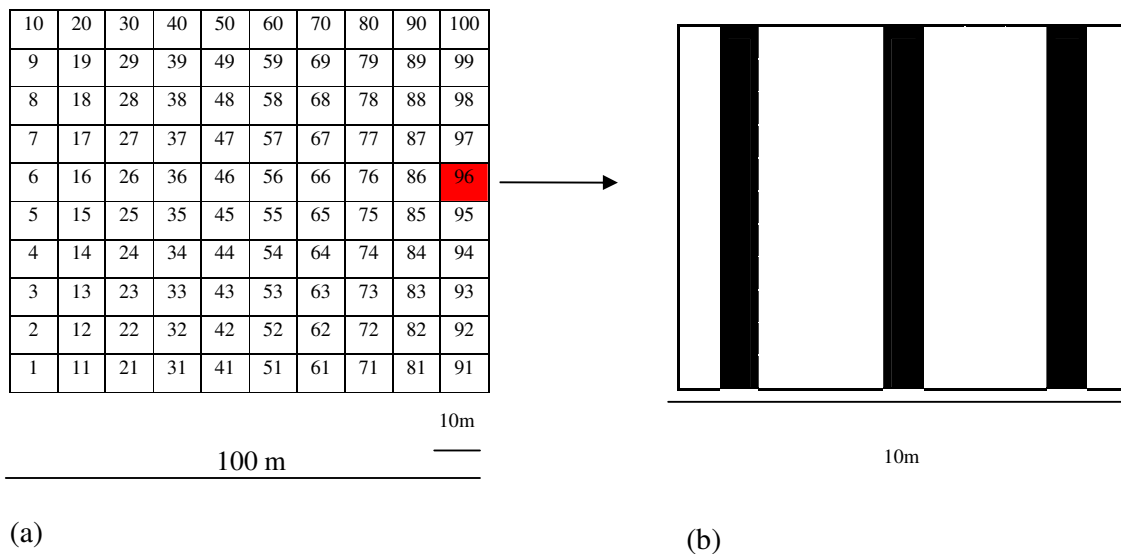 10 20 30 40 50 60 70 80 90 100
9 19 29 39 49 59 69 79 89 99
8 18 28 38 48 58 68 78 88 98
7 17 27 37 47 57 67 77 87 97
6 16 26 36 46 56 66 76 86 96
5 15 25 35 45 55 65 75 85 95
4 14 24 34 44 54 64 74 84 94
3 13 23 33 43 53 63 73 83 93
2 12 22 32 42 52 62 72 82 92
1 11 21 31 41 51 61 71 81 91
10m
100 m
10m
(a)
(b)